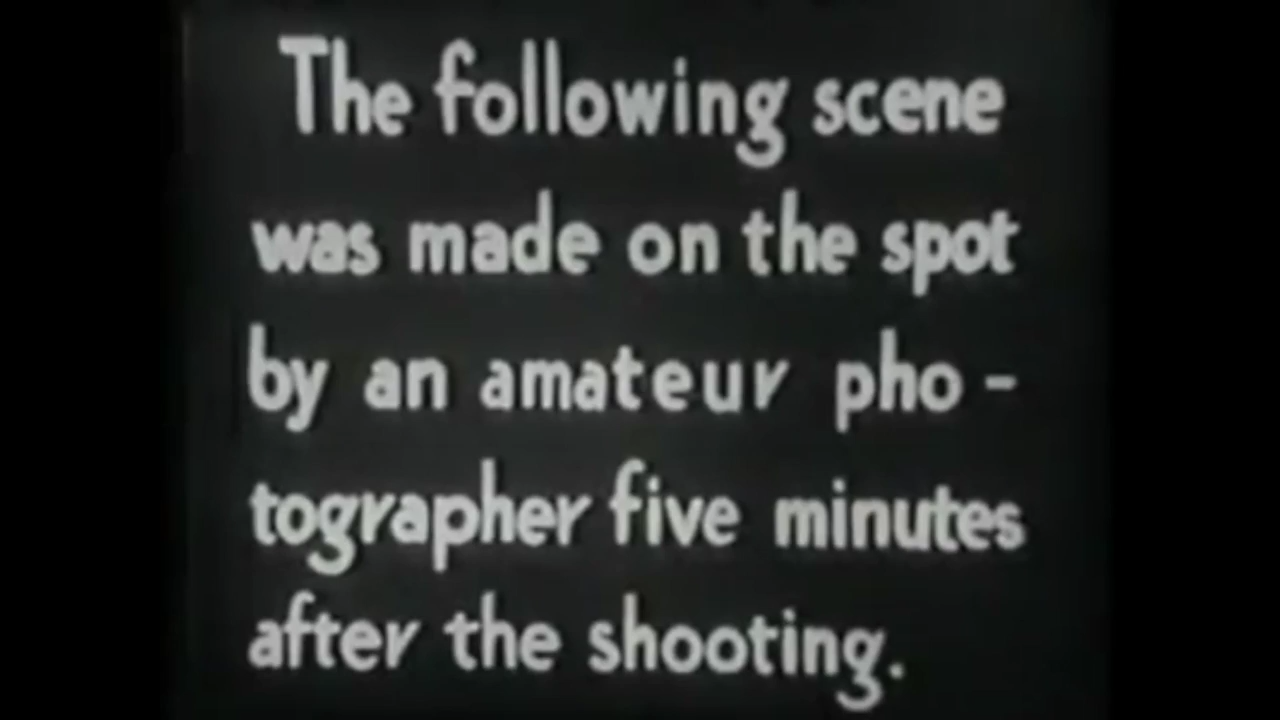 The following scene
was made on the spot
by an amateur pho-
tographer five minutes
after the shooting.